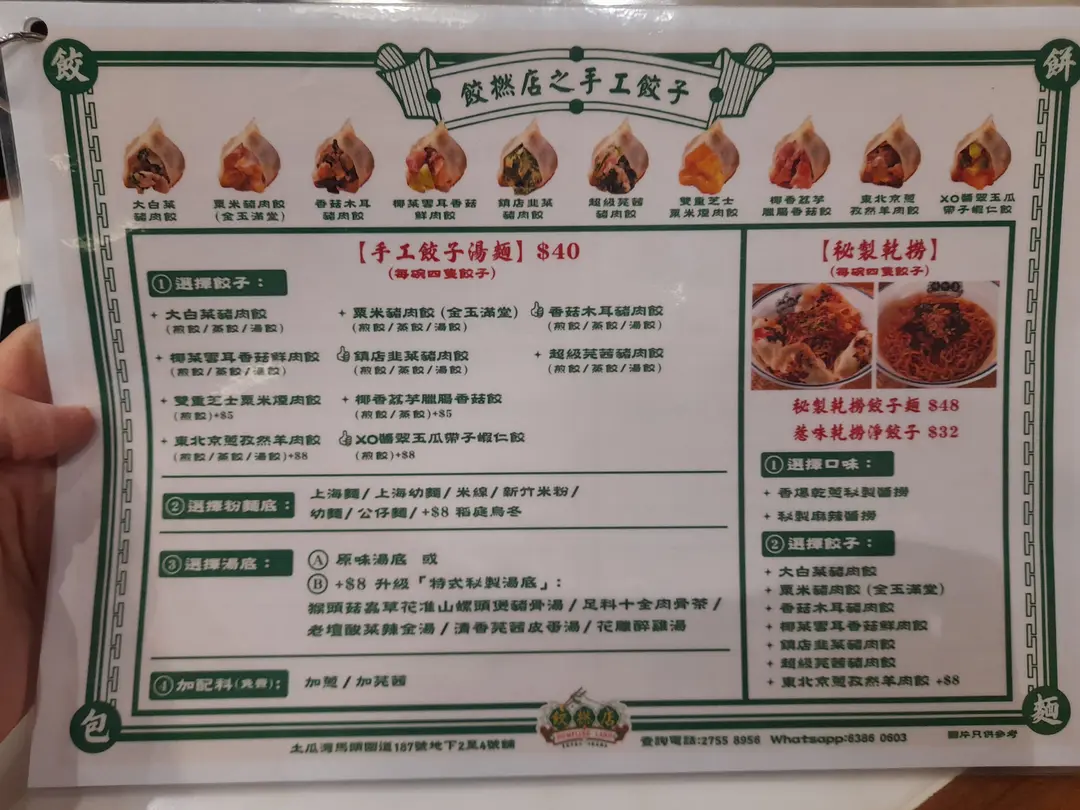 餃
餅
餃撚店之手工餃子
大白菜
豬肉餃
粟米豬肉餃
(金玉滿堂)
香菇木耳
豬肉餃
椰菜雲耳香菇
鮮肉餃
鎮店韭菜
豬肉餃
超級芫茜
豬肉餃
雙重芝士
粟米煙肉餃
椰香荔芋
臘腸香菇餃
東北京蔥
孜然羊肉餃
XO醬翠玉瓜
帶子蝦仁餃
【手工餃子湯麵】$40
(每碗四隻餃子)
① 選擇餃子：
+ 大白菜豬肉餃
(煎餃/蒸餃/湯餃)
+ 粟米豬肉餃 (金玉滿堂)
(煎餃/蒸餃/湯餃)
香菇木耳豬肉餃
(煎餃/蒸餃/湯餃)
+ 椰菜雲耳香菇鮮肉餃
(煎餃/蒸餃/湯餃)
鎮店韭菜豬肉餃
(煎餃/蒸餃/湯餃)
+ 超級芫茜豬肉餃
(煎餃/蒸餃/湯餃)
+ 雙重芝士粟米煙肉餃
(煎餃)+$5
+ 椰香荔芋臘腸香菇餃
(煎餃/蒸餃)+$5
+ 東北京蔥孜然羊肉餃
(煎餃/蒸餃/湯餃)+$8
XO醬翠玉瓜帶子蝦仁餃
(煎餃)+$8
② 選擇粉麵底：
上海麵/上海幼麵/米線/新竹米粉/
幼麵/公仔麵/+$8 稻庭烏冬
③ 選擇湯底：
Ⓐ 原味湯底 或
Ⓑ +$8 升級「特式秘製湯底」：
猴頭菇蟲草花准山螺頭煲豬骨湯/足料十全肉骨茶/
老壇酸菜辣金湯/清香芫茜皮蛋湯/花雕醉雞湯
④ 加配料(免費)：
加蔥/加芫茜
【秘製乾撈】
(每碗四隻餃子)
秘製乾撈餃子麵 $48
惹味乾撈淨餃子 $32
① 選擇口味：
+ 香爆乾蔥秘製醬撈
+ 秘製麻辣醬撈
② 選擇餃子：
+ 大白菜豬肉餃
+ 粟米豬肉餃 (金玉滿堂)
+ 香菇木耳豬肉餃
+ 椰菜雲耳香菇鮮肉餃
+ 鎮店韭菜豬肉餃
+ 超級芫茜豬肉餃
+ 東北京蔥孜然羊肉餃 +$8
包
麵
餃撚店
土瓜灣馬頭圍道187號地下2至4號舖
查詢電話:2755 8956 Whatsapp:6386 0603
圖片只供參考